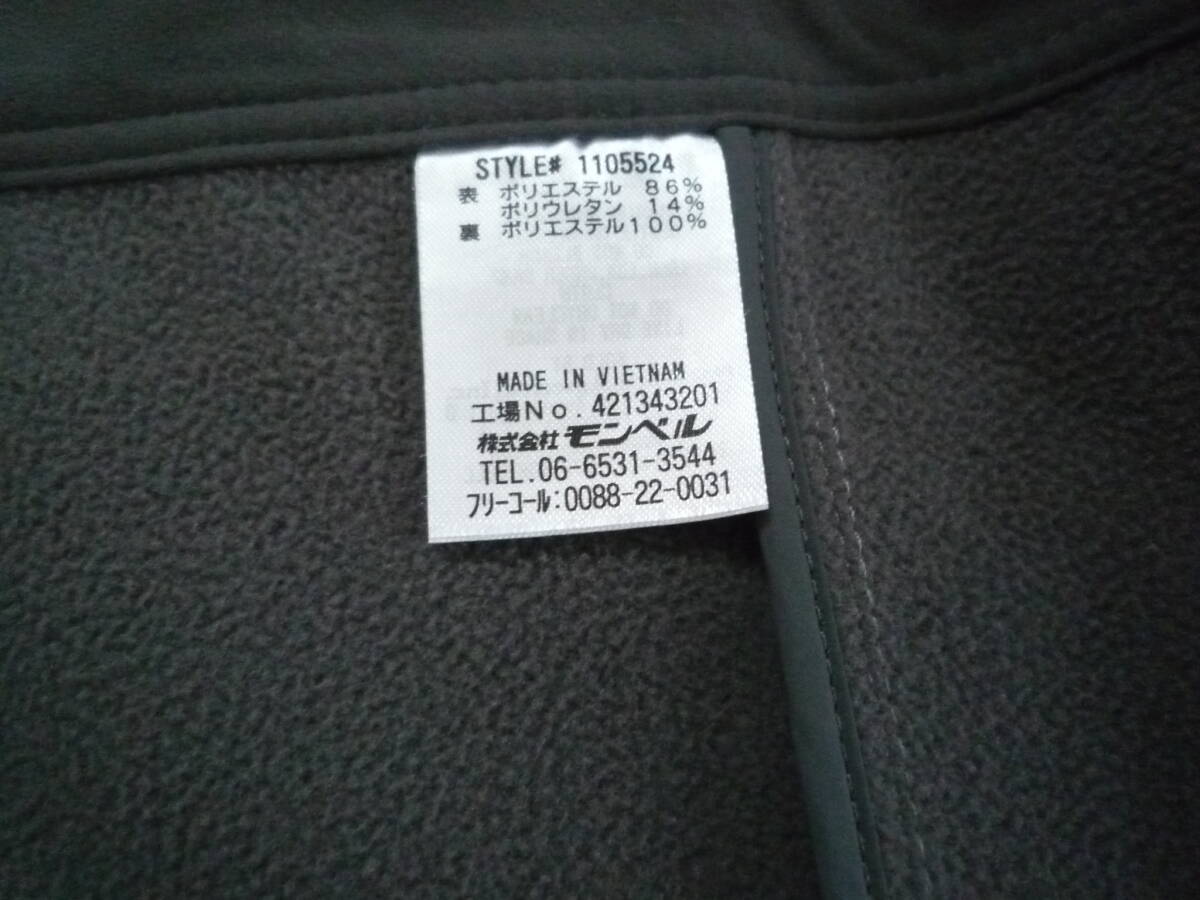 STYLE# 1105524
表 ポリエステル 86%
ポリウレタン 14%
裏 ポリエステル100%
MADE IN VIETNAM
工場No.421343201
株式会社モンベル
TEL.06-6531-3544
フリーコール:0088-22-0031